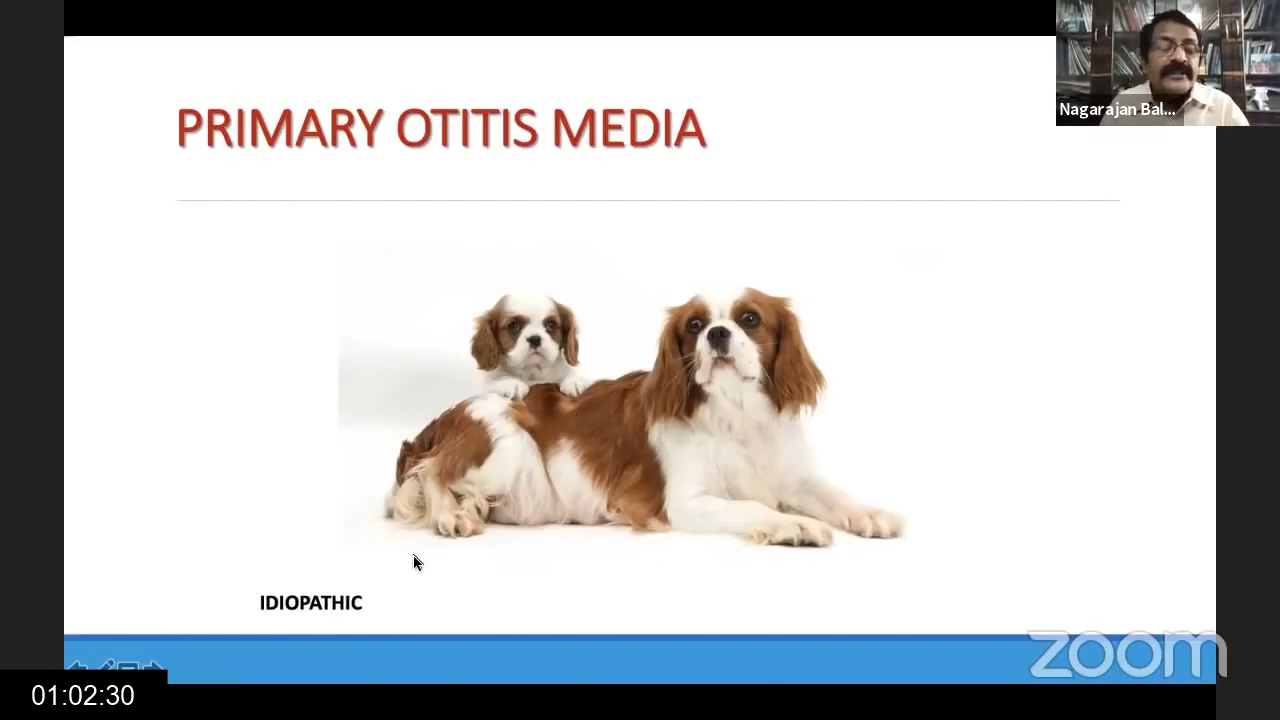 PRIMARY OTITIS MEDIA
Nagarajan Bal...
IDIOPATHIC
zoom
01:02:30